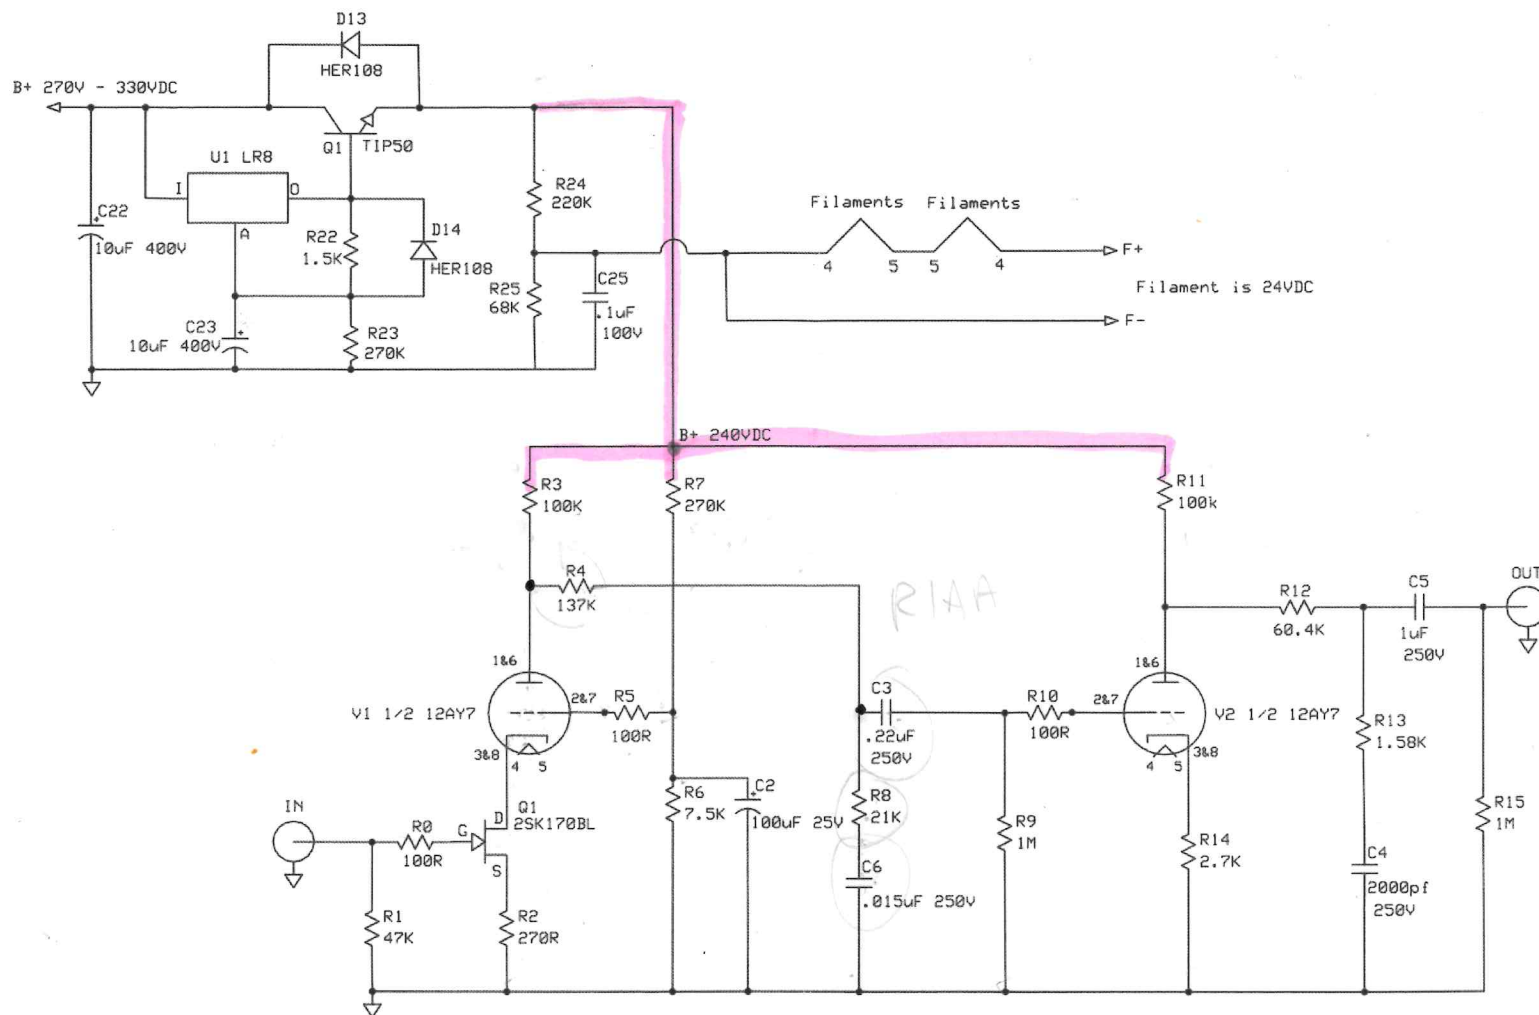 D13
HER108
B+ 270V - 330VDC
Q1
TIP50
U1 LR8
I
O
A
C22
+
10uF 400V
R22
1.5K
D14
HER108
C23
+
10uF 400V
R23
270K
R24
220K
R25
68K
C25
.1uF
100V
Filaments
Filaments
4
5
5
4
F+
Filament is 24VDC
F-
B+ 240VDC
R3
100K
R7
270K
R11
100k
R4
137K
RIAA
R12
60.4K
C5
1uF
250V
OUT
1&6
2&7
V1 1/2 12AY7
3&8
4
5
R5
100R
C3
.22uF
250V
R10
100R
1&6
2&7
V2 1/2 12AY7
3&8
4
5
R13
1.58K
IN
R0
100R
G
D
S
Q1
2SK170BL
R6
7.5K
C2
+
100uF 25V
R8
21K
C6
.015uF 250V
R9
1M
R14
2.7K
C4
2000pf
250V
R15
1M
R1
47K
R2
270R